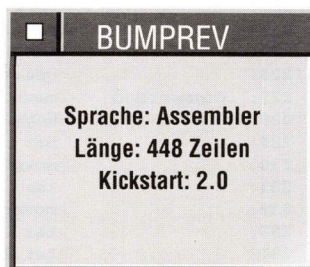 BUMPREV
Sprache: Assembler
Länge: 448 Zeilen
Kickstart: 2.0